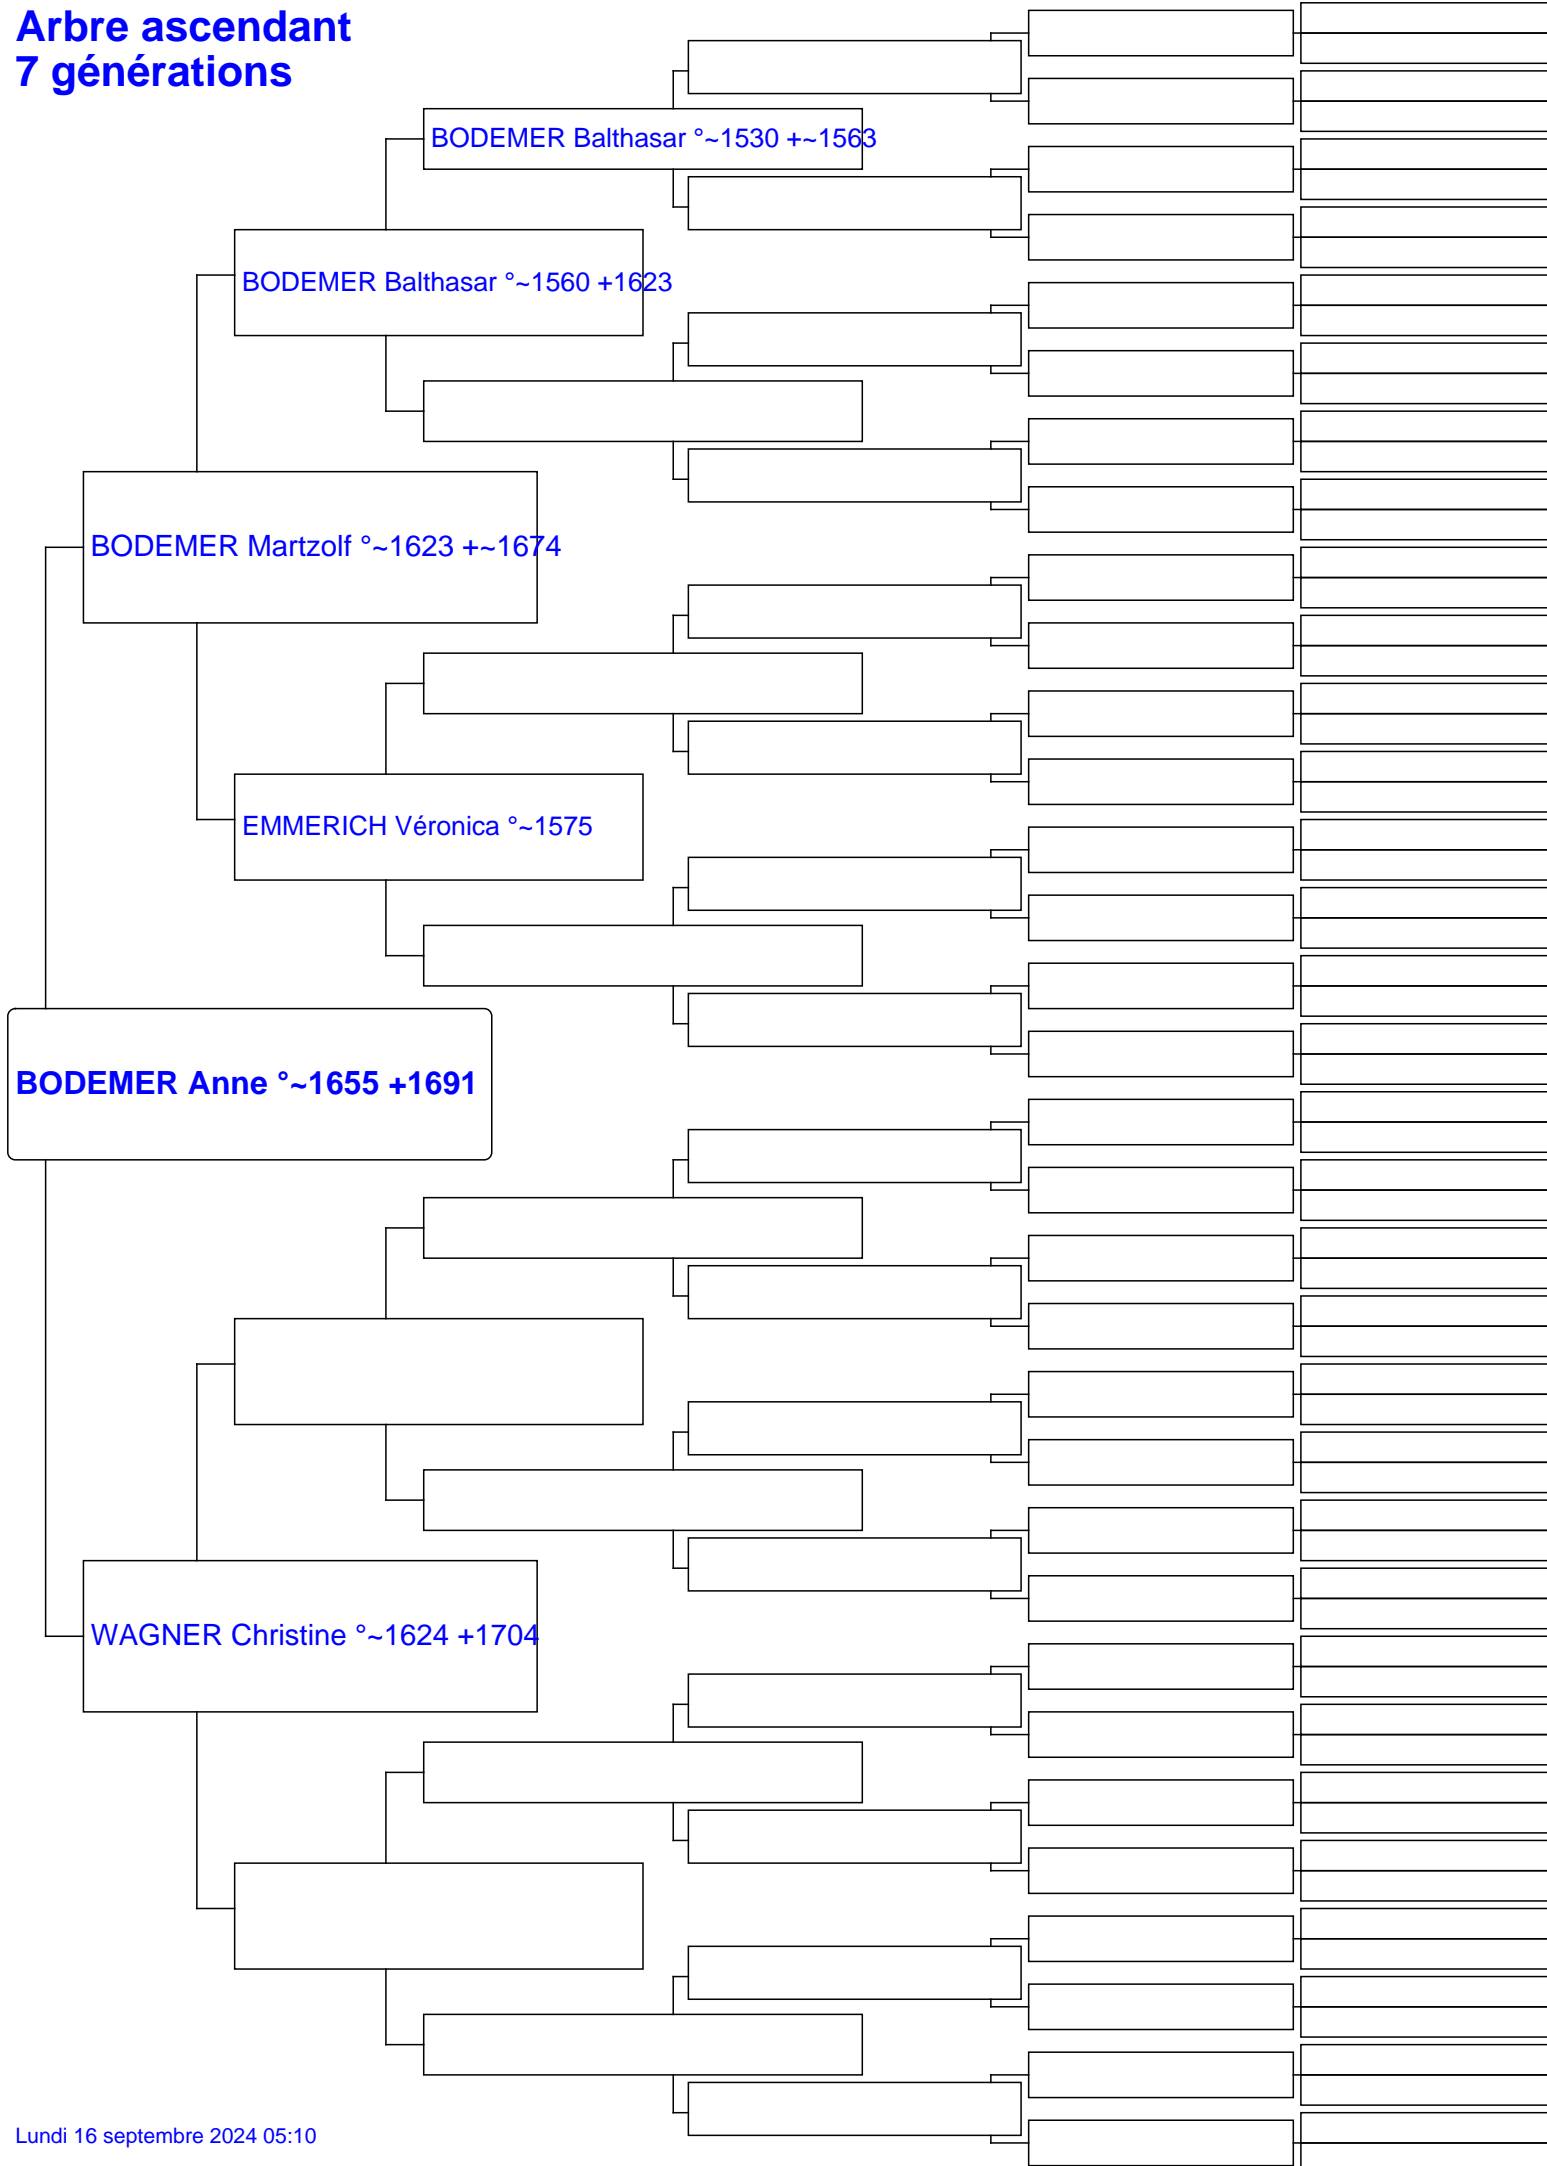 Arbre ascendant
7 générations
BODEMER Balthasar °~1530 +~1563
BODEMER Balthasar °~1560 +1623
BODEMER Martzolf °~1623 +~1674
EMMERICH Véronica °~1575
BODEMER Anne °~1655 +1691
WAGNER Christine °~1624 +1704
Lundi 16 septembre 2024 05:10